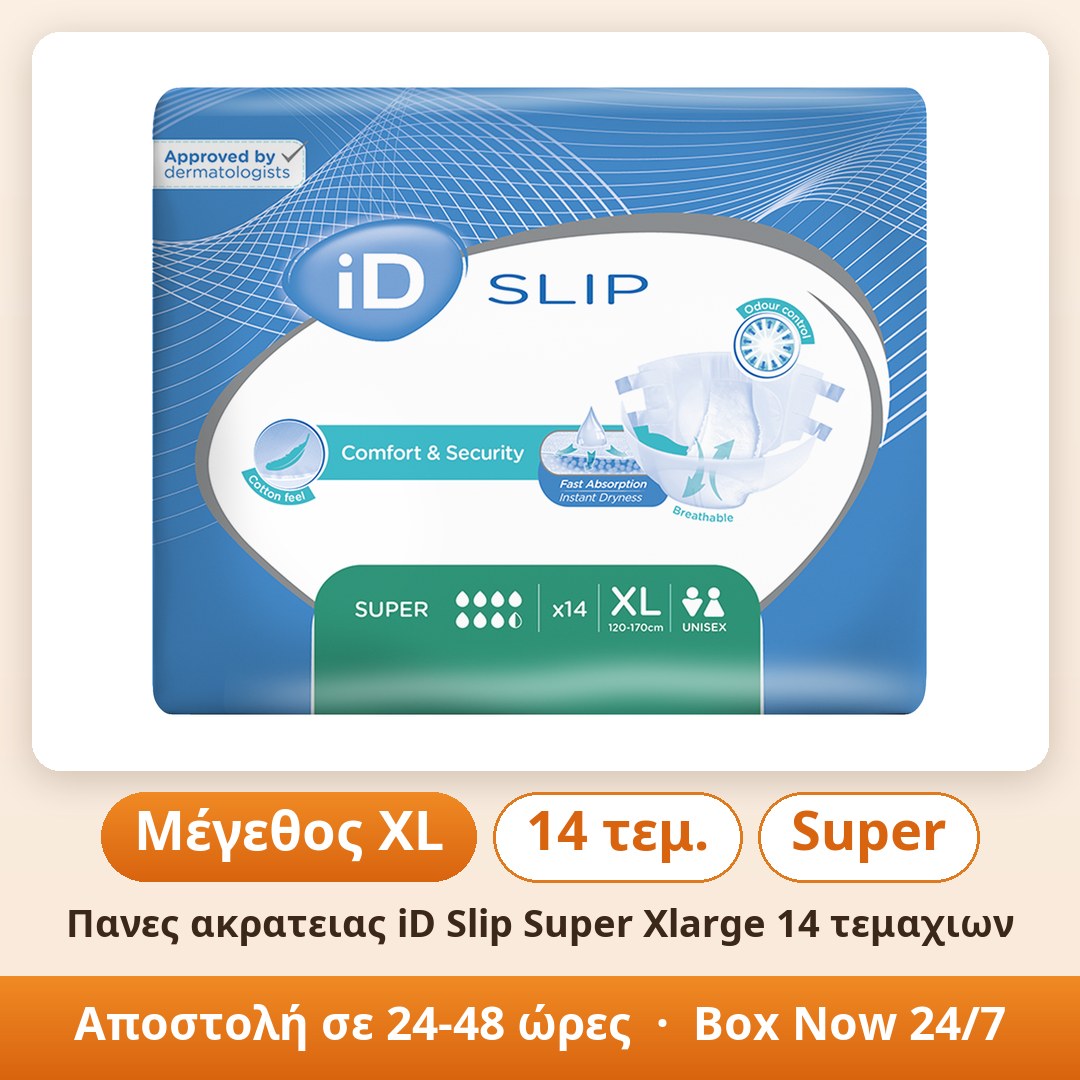 Approved by
dermatologists
iD SLIP
Odour control
Comfort & Security
Cotton feel
Fast Absorption
Instant Dryness
Breathable
SUPER x14 XL UNISEX
120-170cm
Μέγεθος XL 14 τεμ. Super
Πανες ακρατειας iD Slip Super Xlarge 14 τεμαχιων
Αποστολή σε 24-48 ώρες · Box Now 24/7